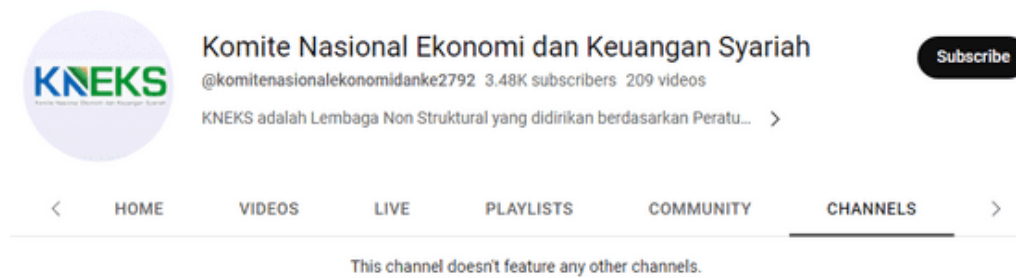 KNEKS
Komite Nasional Ekonomi dan Keuangan Syariah
Komite Nasional Ekonomi dan Keuangan Syariah
Subscribe
@komitenasionalekonomidanke2792 3.48K subscribers 209 videos
KNEKS adalah Lembaga Non Struktural yang didirikan berdasarkan Peratu... >
< HOME VIDEOS LIVE PLAYLISTS COMMUNITY CHANNELS >
This channel doesn't feature any other channels.